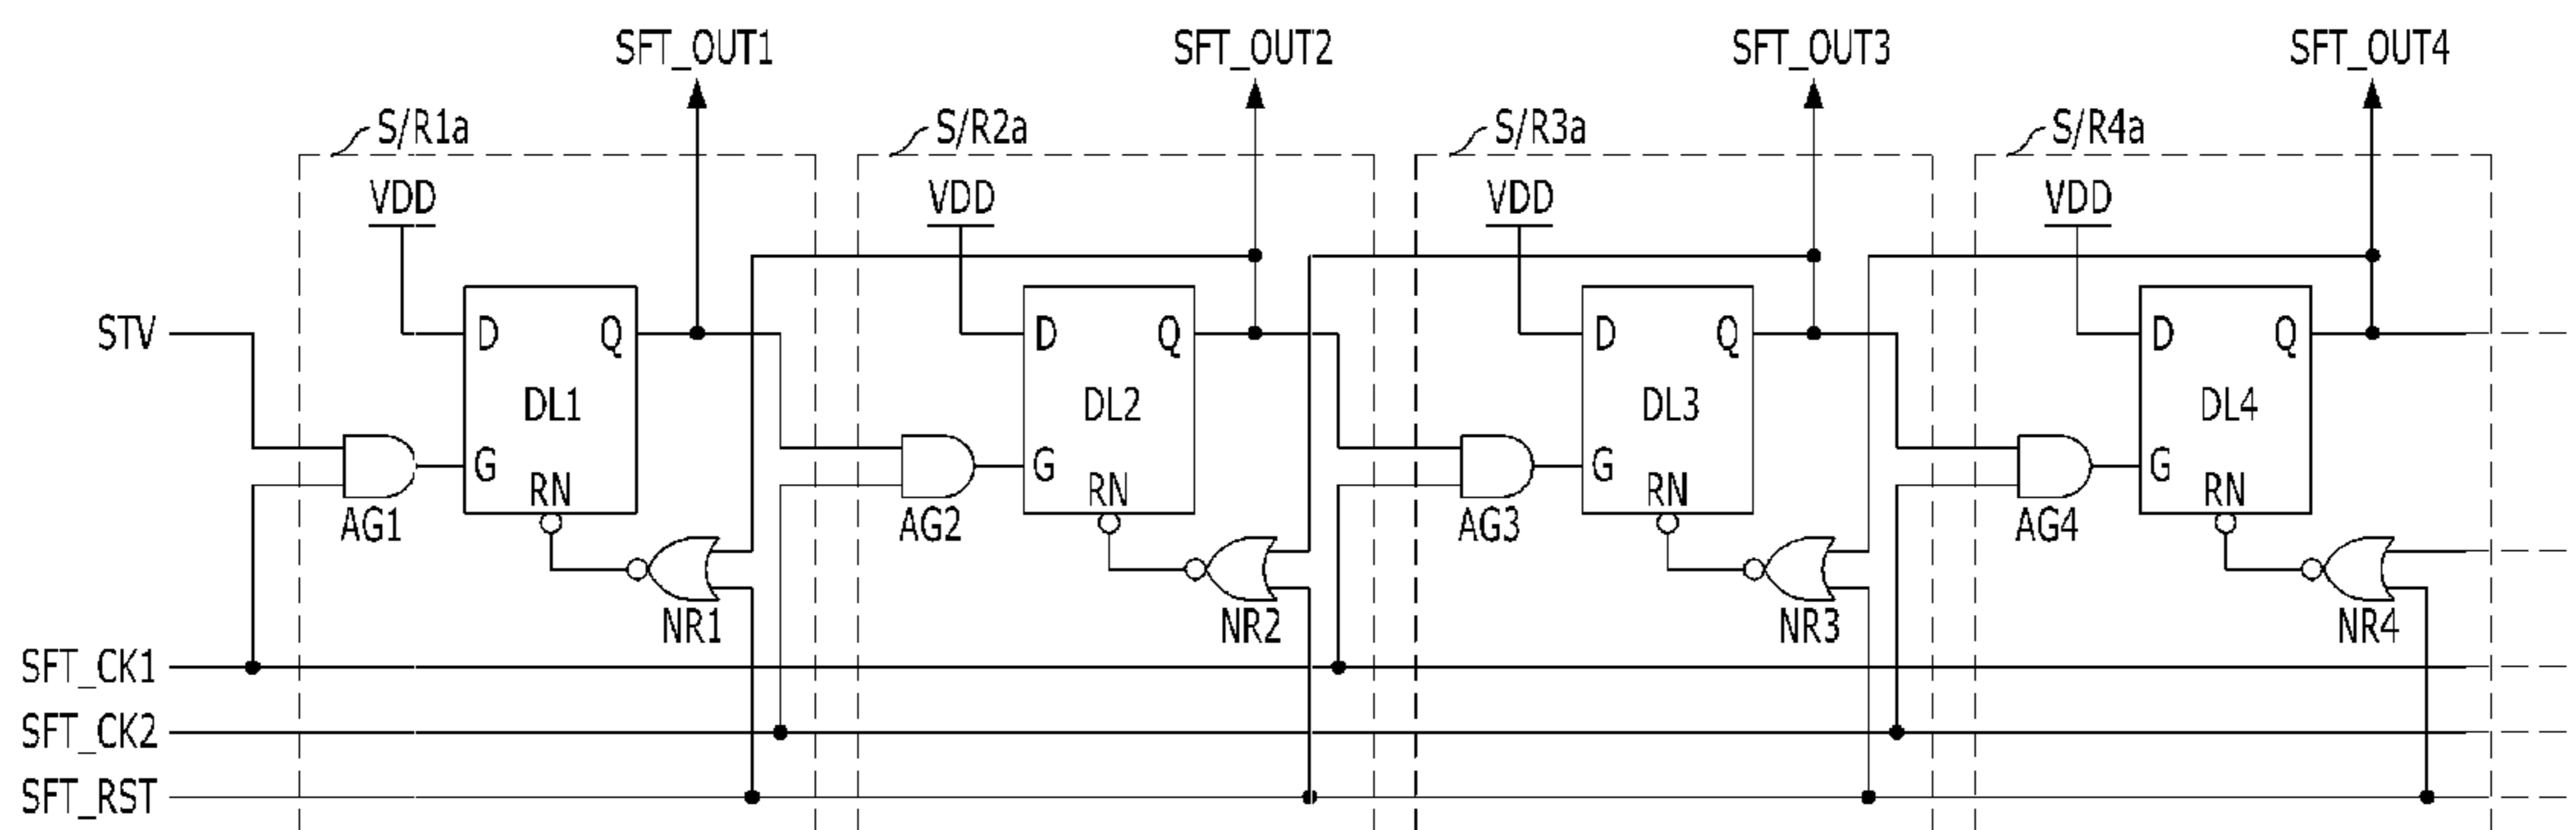 SFT_OUT1 SFT_OUT2 SFT_OUT3 SFT_OUT4
S/R1a S/R2a S/R3a S/R4a
VDD VDD VDD VDD
STV D Q D Q D Q D Q
DL1 DL2 DL3 DL4
G G G G
RN RN RN RN
AG1 AG2 AG3 AG4
NR1 NR2 NR3 NR4
SFT_CK1
SFT_CK2
SFT_RST